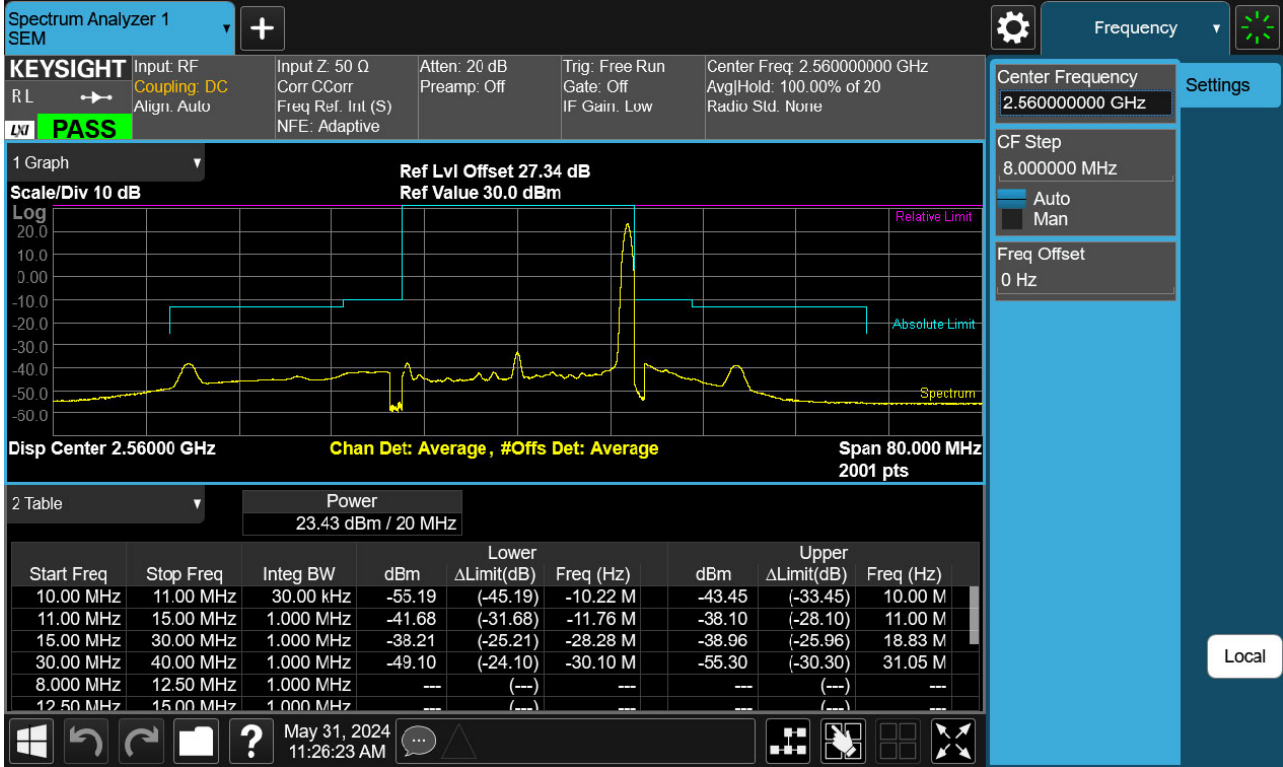 Spectrum Analyzer 1
SEM
Frequency
KEYSIGHT
RL
LXI
PASS
Input: RF
Coupling: DC
Align: Auto
Input Z: 50 Ω
Corr CCorr
Freq Ref: Int (S)
NFE: Adaptive
Atten: 20 dB
Preamp: Off
Trig: Free Run
Gate: Off
IF Gain: Low
Center Freq: 2.560000000 GHz
Avg|Hold: 100.00% of 20
Radio Std: None
Center Frequency
2.560000000 GHz
Settings
CF Step
8.000000 MHz
Auto
Man
Freq Offset
0 Hz
1 Graph
Scale/Div 10 dB
Ref Lvl Offset 27.34 dB
Ref Value 30.0 dBm
Log
20.0
10.0
0.00
-10.0
-20.0
-30.0
-40.0
-50.0
-60.0
Relative Limit
Absolute Limit
Spectrum
Disp Center 2.56000 GHz
Chan Det: Average, #Offs Det: Average
Span 80.000 MHz
2001 pts
2 Table
Power
23.43 dBm / 20 MHz
Lower Upper
Start Freq Stop Freq Integ BW dBm ΔLimit(dB) Freq (Hz) dBm ΔLimit(dB) Freq (Hz)
10.00 MHz 11.00 MHz 30.00 kHz -55.19 (-45.19) -10.22 M -43.45 (-33.45) 10.00 M
11.00 MHz 15.00 MHz 1.000 MHz -41.68 (-31.68) -11.76 M -38.10 (-28.10) 11.00 M
15.00 MHz 30.00 MHz 1.000 MHz -38.21 (-25.21) -28.28 M -38.96 (-25.96) 18.83 M
30.00 MHz 40.00 MHz 1.000 MHz -49.10 (-24.10) -30.10 M -55.30 (-30.30) 31.05 M
8.000 MHz 12.50 MHz 1.000 MHz --- (---) --- --- (---) ---
12.50 MHz 15.00 MHz 1.000 MHz --- (---) --- --- (---) ---
Local
?
May 31, 2024
11:26:23 AM